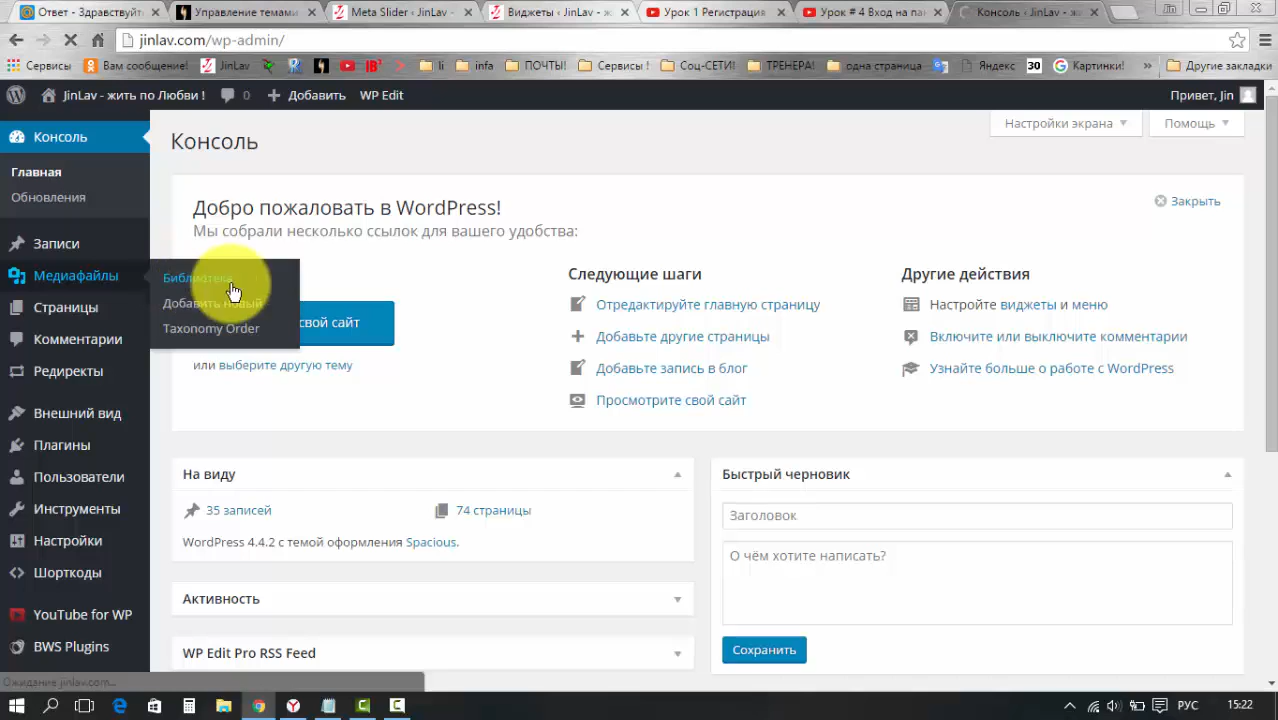 Ответ - Здравствуйт
Управление темами
Meta Slider ‹ JinLav
Виджеты ‹ JinLav - ж
Урок 1 Регистрация
Урок # 4 Вход на па
Консоль ‹ JinLav - ж
jinlav.com/wp-admin/
Сервисы
Вам сообщение!
JinLav
li
infa
ПОЧТЫ!
Сервисы !
Соц-СЕТИ!
ТРЕНЕРА!
одна страница
Яндекс
30
Картинки!
»
Другие закладки
JinLav - жить по Любви !
0
Добавить
WP Edit
Привет, Jin
Консоль
Главная
Обновления
Записи
Медиафайлы
Страницы
Комментарии
Редиректы
Внешний вид
Плагины
Пользователи
Инструменты
Настройки
Шорткоды
YouTube for WP
BWS Plugins
Библиотека
Добавить новый
Taxonomy Order
Консоль
Настройки экрана
Помощь
Добро пожаловать в WordPress!
Закрыть
Мы собрали несколько ссылок для вашего удобства:
свой сайт
или выберите другую тему
Следующие шаги
Отредактируйте главную страницу
Добавьте другие страницы
Добавьте запись в блог
Просмотрите свой сайт
Другие действия
Настройте виджеты и меню
Включите или выключите комментарии
Узнайте больше о работе с WordPress
На виду
35 записей
74 страницы
WordPress 4.4.2 с темой оформления Spacious.
Активность
WP Edit Pro RSS Feed
Быстрый черновик
Заголовок
О чём хотите написать?
Сохранить
Ожидание jinlav.com...
РУС
15:22